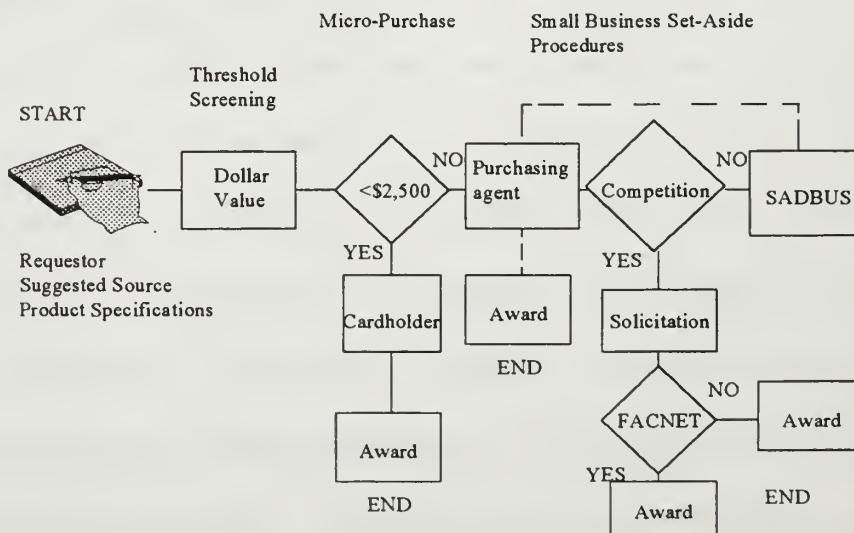 Micro-Purchase
Small Business Set-Aside
Procedures
Threshold
Screening
START
Dollar
Value
<$2,500
NO
Purchasing
agent
Competition
NO
SADBUS
YES
YES
Requestor
Suggested Source
Product Specifications
Cardholder
Award
END
Solicitation
FACNET
NO
Award
Award
END
YES
Award
END